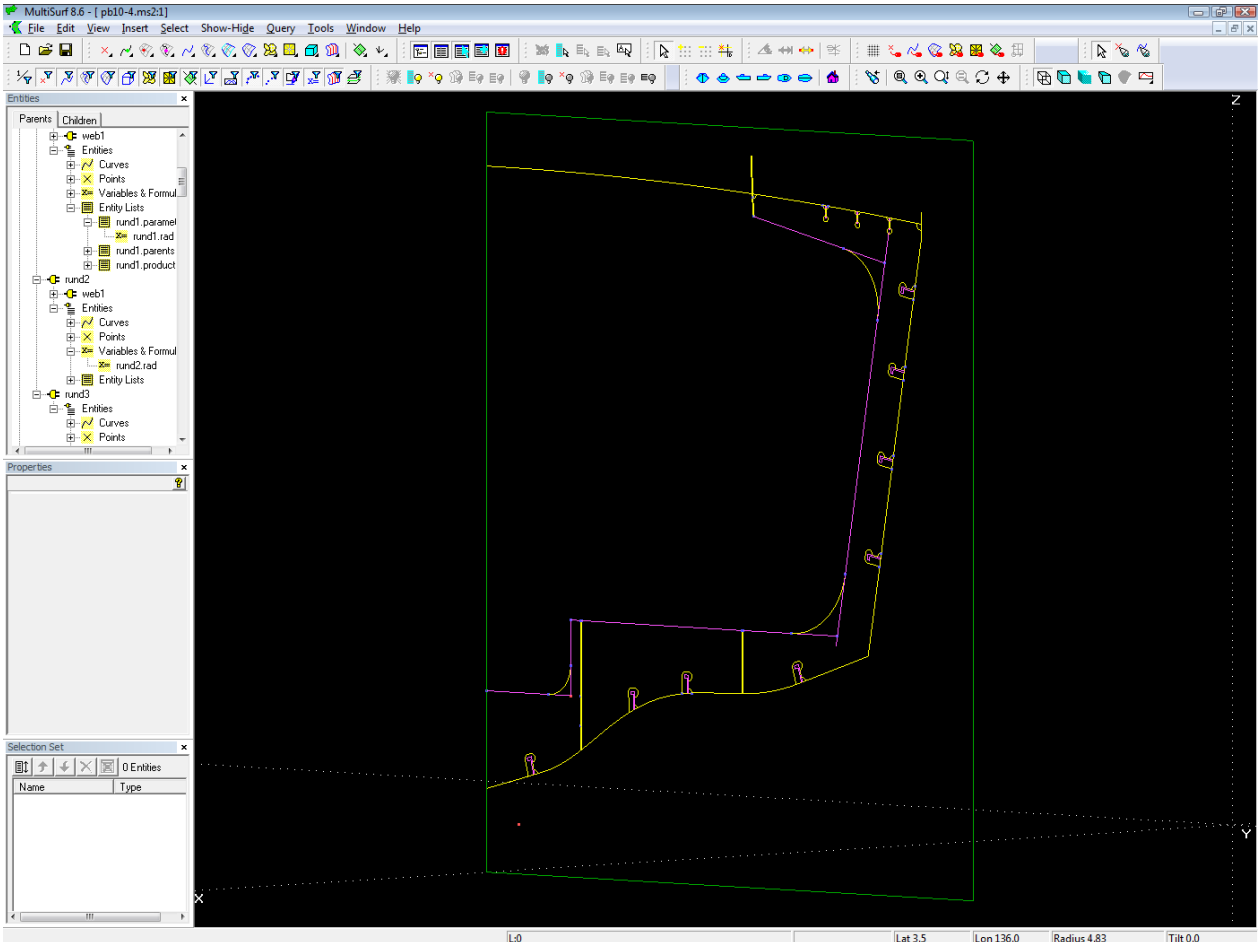 MultiSurf 8.6 - [ pb10-4.ms2:1]
File Edit View Insert Select Show-Hide Query Tools Window Help
Entities
Parents Children
web1
Entities
Curves
Points
Variables & Formul
Entity Lists
rund1.paramet
rund1.rad
rund1.parents
rund1.product
rund2
web1
Entities
Curves
Points
Variables & Formul
rund2.rad
Entity Lists
rund3
Entities
Curves
Points
Properties
Selection Set
0 Entities
Name Type
Z
Y
X
L:0 Lat 3.5 Lon 136.0 Radius 4.83 Tilt 0.0